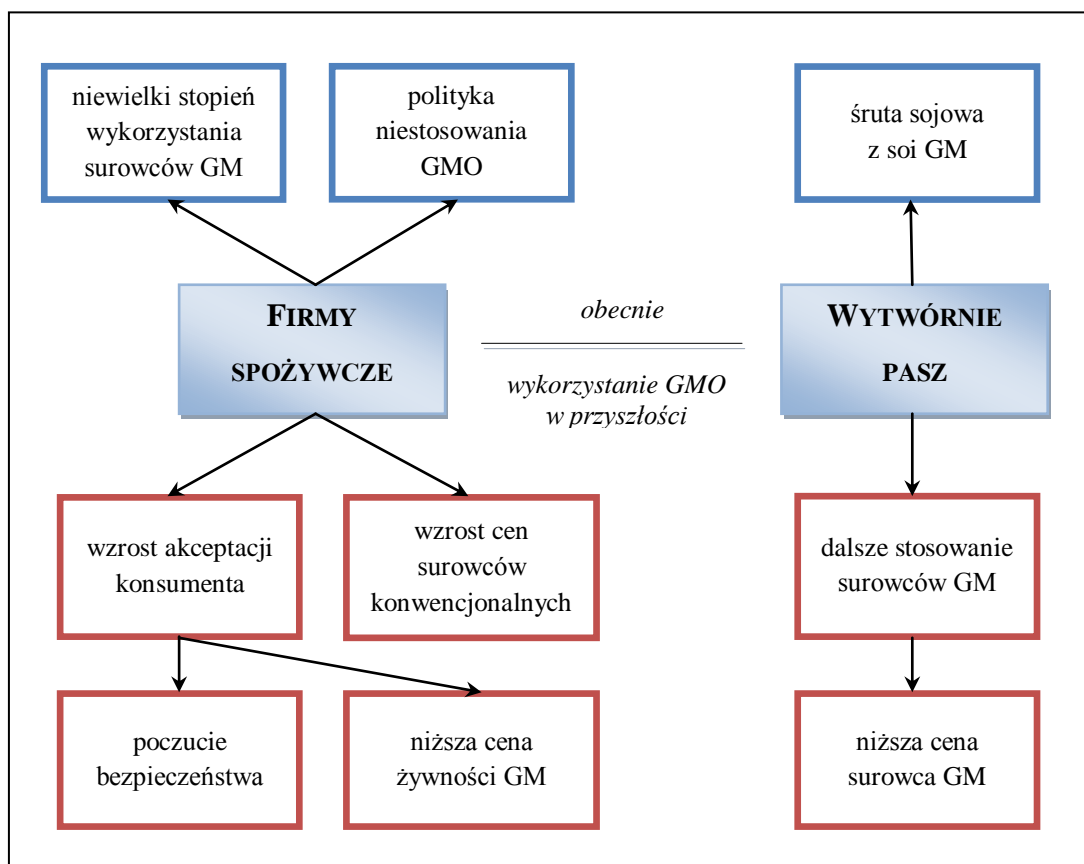 niewielki stopień
wykorzystania
surowców GM
polityka
niestosowania
GMO
śruta sojowa
z soi GM
FIRMY
SPOŻYWCZE
obecnie
wykorzystanie GMO
w przyszłości
WYTWÓRNIE
PASZ
wzrost akceptacji
konsumenta
wzrost cen
surowców
konwencjonalnych
dalsze stosowanie
surowców GM
poczucie
bezpieczeństwa
niższa cena
żywności GM
niższa cena
surowca GM